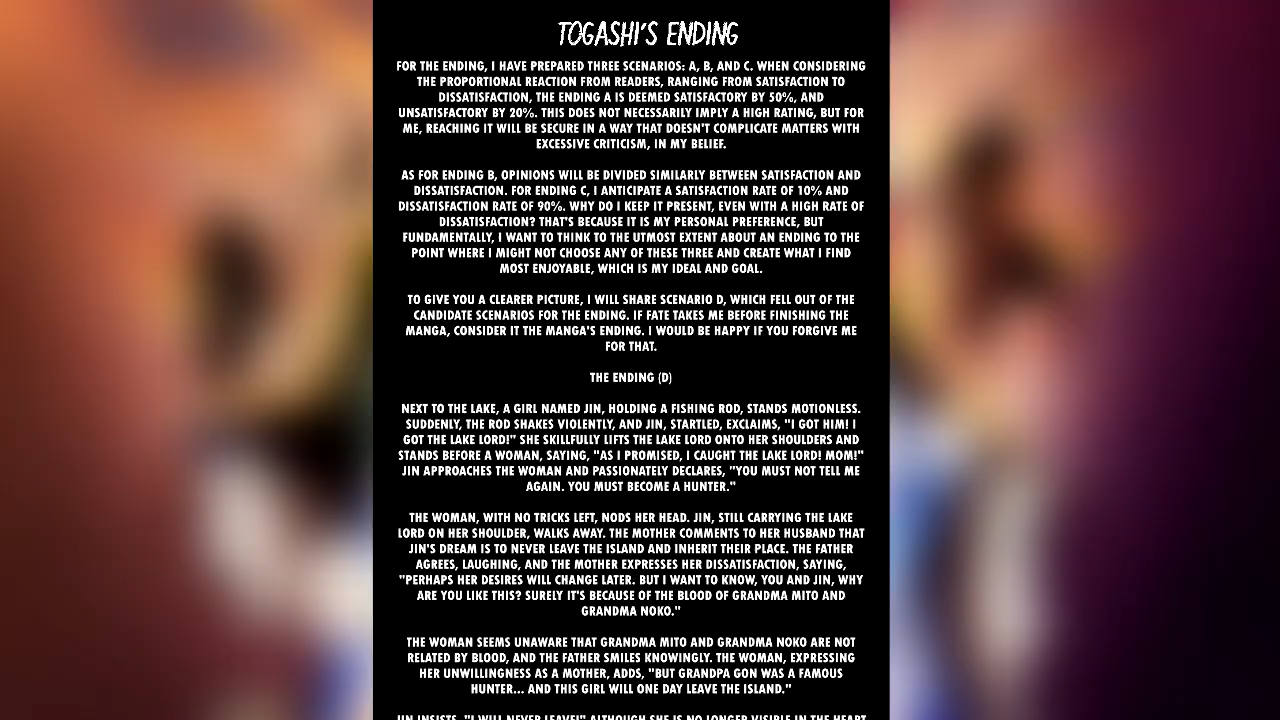 TOGASHI'S ENDING
FOR THE ENDING, I HAVE PREPARED THREE SCENARIOS: A, B, AND C. WHEN CONSIDERING
THE PROPORTIONAL REACTION FROM READERS, RANGING FROM SATISFACTION TO
DISSATISFACTION, THE ENDING A IS DEEMED SATISFACTORY BY 50%, AND
UNSATISFACTORY BY 20%. THIS DOES NOT NECESSARILY IMPLY A HIGH RATING, BUT FOR
ME, REACHING IT WILL BE SECURE IN A WAY THAT DOESN'T COMPLICATE MATTERS WITH
EXCESSIVE CRITICISM, IN MY BELIEF.
AS FOR ENDING B, OPINIONS WILL BE DIVIDED SIMILARLY BETWEEN SATISFACTION AND
DISSATISFACTION. FOR ENDING C, I ANTICIPATE A SATISFACTION RATE OF 10% AND
DISSATISFACTION RATE OF 90%. WHY DO I KEEP IT PRESENT, EVEN WITH A HIGH RATE OF
DISSATISFACTION? THAT'S BECAUSE IT IS MY PERSONAL PREFERENCE, BUT
FUNDAMENTALLY, I WANT TO THINK TO THE UTMOST EXTENT ABOUT AN ENDING TO THE
POINT WHERE I MIGHT NOT CHOOSE ANY OF THESE THREE AND CREATE WHAT I FIND
MOST ENJOYABLE, WHICH IS MY IDEAL AND GOAL.
TO GIVE YOU A CLEARER PICTURE, I WILL SHARE SCENARIO D, WHICH FELL OUT OF THE
CANDIDATE SCENARIOS FOR THE ENDING. IF FATE TAKES ME BEFORE FINISHING THE
MANGA, CONSIDER IT THE MANGA'S ENDING. I WOULD BE HAPPY IF YOU FORGIVE ME
FOR THAT.
THE ENDING (D)
NEXT TO THE LAKE, A GIRL NAMED JIN, HOLDING A FISHING ROD, STANDS MOTIONLESS.
SUDDENLY, THE ROD SHAKES VIOLENTLY, AND JIN, STARTLED, EXCLAIMS, "I GOT HIM! I
GOT THE LAKE LORD!" SHE SKILLFULLY LIFTS THE LAKE LORD ONTO HER SHOULDERS AND
STANDS BEFORE A WOMAN, SAYING, "AS I PROMISED, I CAUGHT THE LAKE LORD! MOM!"
JIN APPROACHES THE WOMAN AND PASSIONATELY DECLARES, "YOU MUST NOT TELL ME
AGAIN. YOU MUST BECOME A HUNTER."
THE WOMAN, WITH NO TRICKS LEFT, NODS HER HEAD. JIN, STILL CARRYING THE LAKE
LORD ON HER SHOULDER, WALKS AWAY. THE MOTHER COMMENTS TO HER HUSBAND THAT
JIN'S DREAM IS TO NEVER LEAVE THE ISLAND AND INHERIT THEIR PLACE. THE FATHER
AGREES, LAUGHING, AND THE MOTHER EXPRESSES HER DISSATISFACTION, SAYING,
"PERHAPS HER DESIRES WILL CHANGE LATER. BUT I WANT TO KNOW, YOU AND JIN, WHY
ARE YOU LIKE THIS? SURELY IT'S BECAUSE OF THE BLOOD OF GRANDMA MITO AND
GRANDMA NOKO."
THE WOMAN SEEMS UNAWARE THAT GRANDMA MITO AND GRANDMA NOKO ARE NOT
RELATED BY BLOOD, AND THE FATHER SMILES KNOWINGLY. THE WOMAN, EXPRESSING
HER UNWILLINGNESS AS A MOTHER, ADDS, "BUT GRANDPA GON WAS A FAMOUS
HUNTER... AND THIS GIRL WILL ONE DAY LEAVE THE ISLAND."
JIN INSISTS, "I WILL NEVER LEAVE!" ALTHOUGH SHE IS NO LONGER VISIBLE IN THE HEART